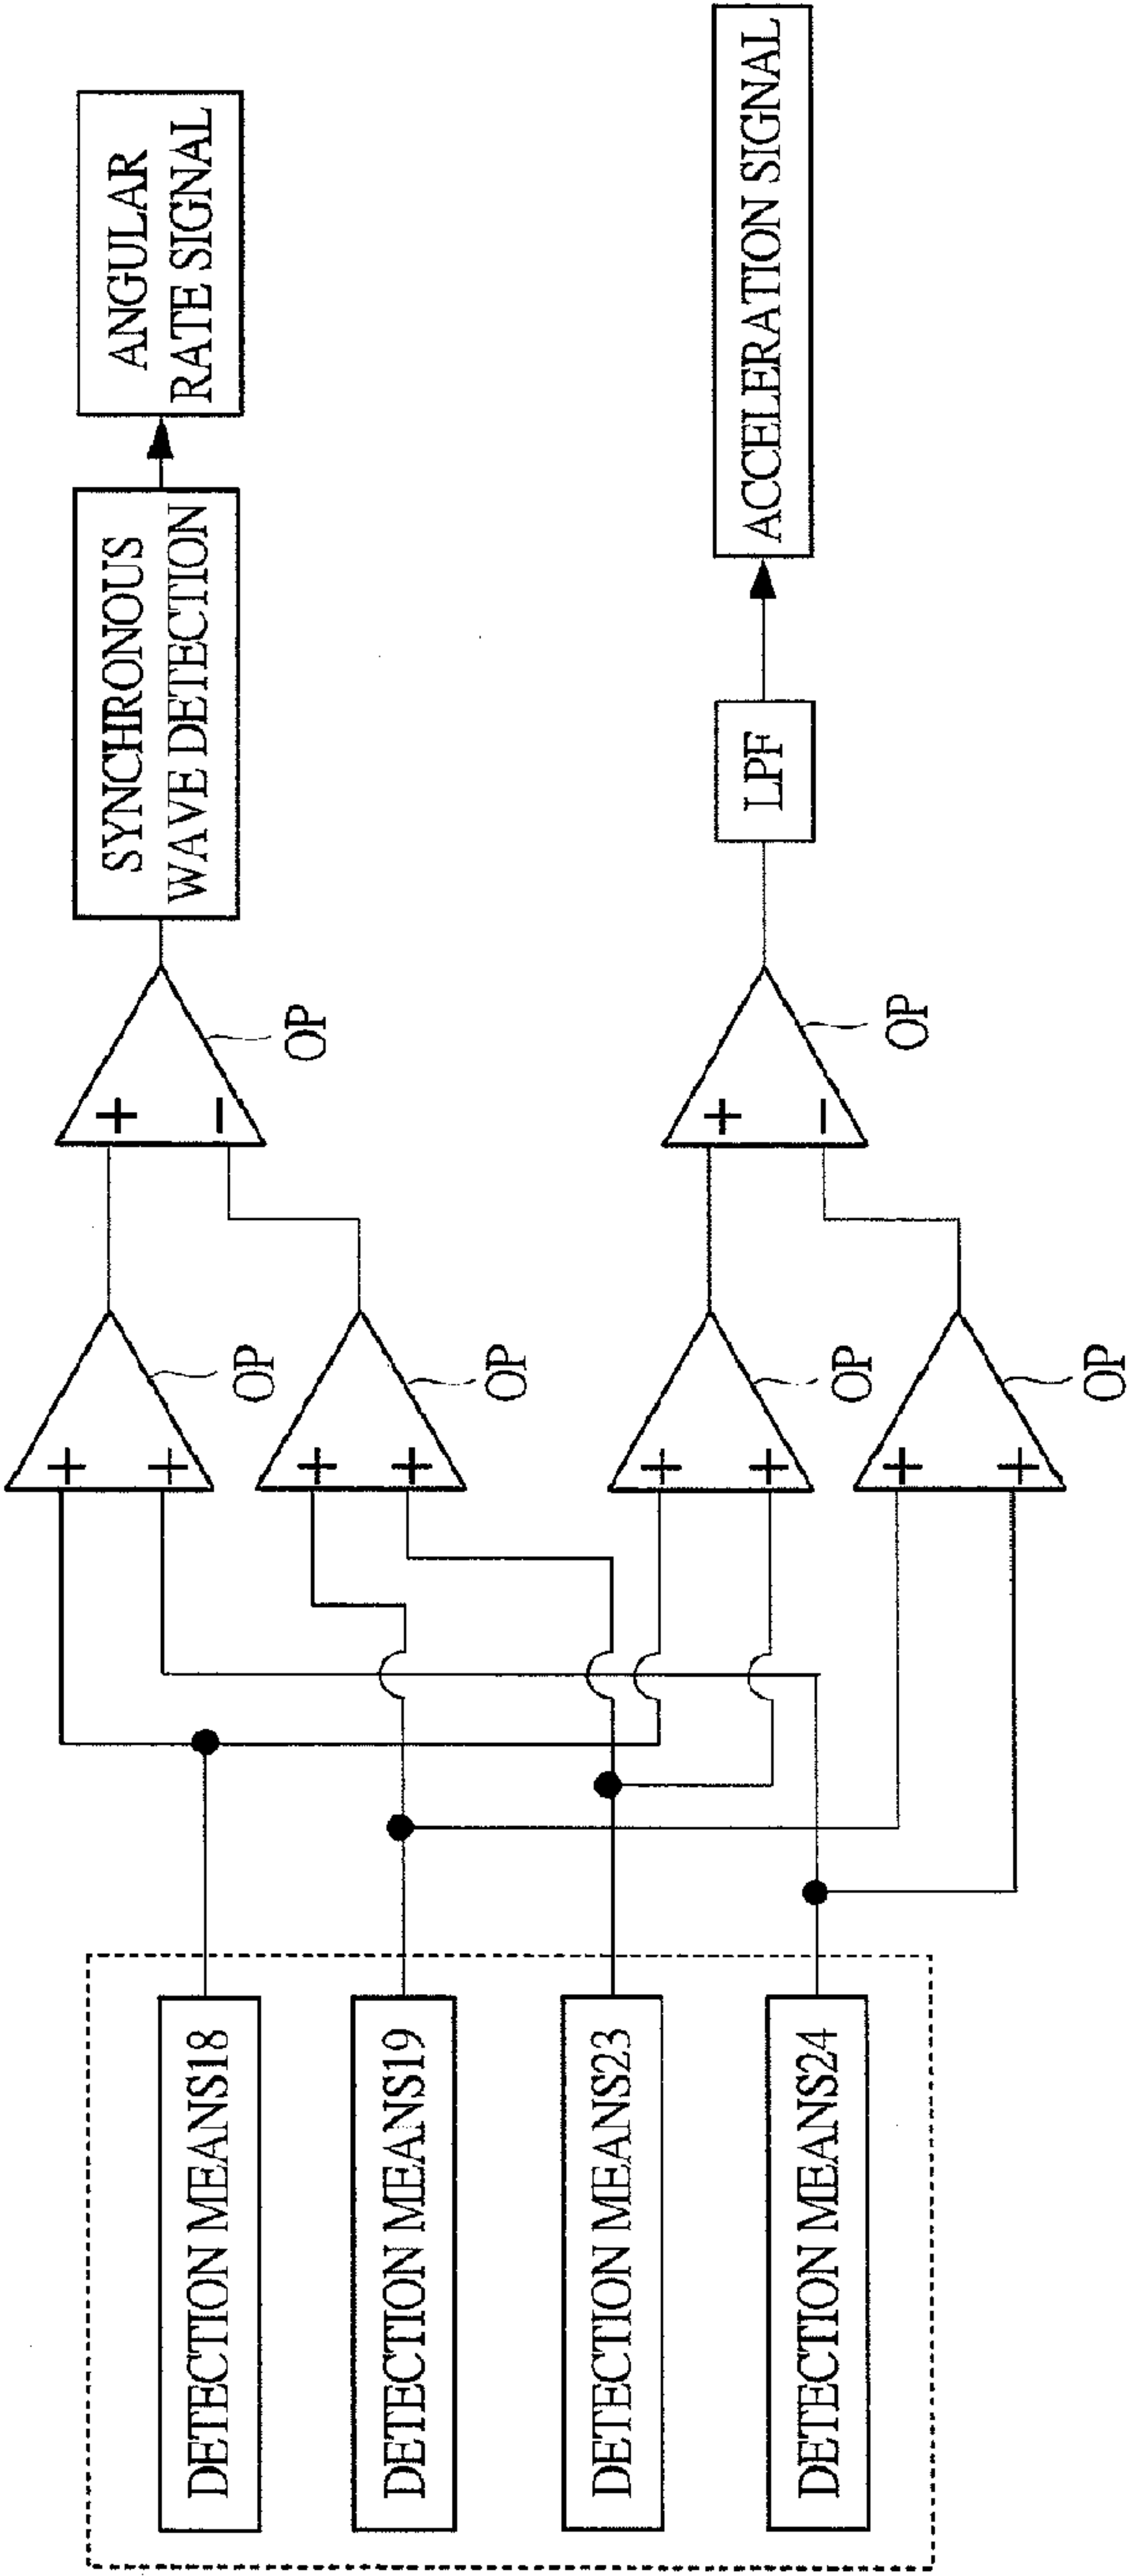 DETECTION MEANS18
DETECTION MEANS19
DETECTION MEANS23
DETECTION MEANS24
+
+
OP
+
+
OP
+
+
OP
+
+
OP
+
−
OP
+
−
OP
SYNCHRONOUS
WAVE DETECTION
ANGULAR
RATE SIGNAL
LPF
ACCELERATION SIGNAL